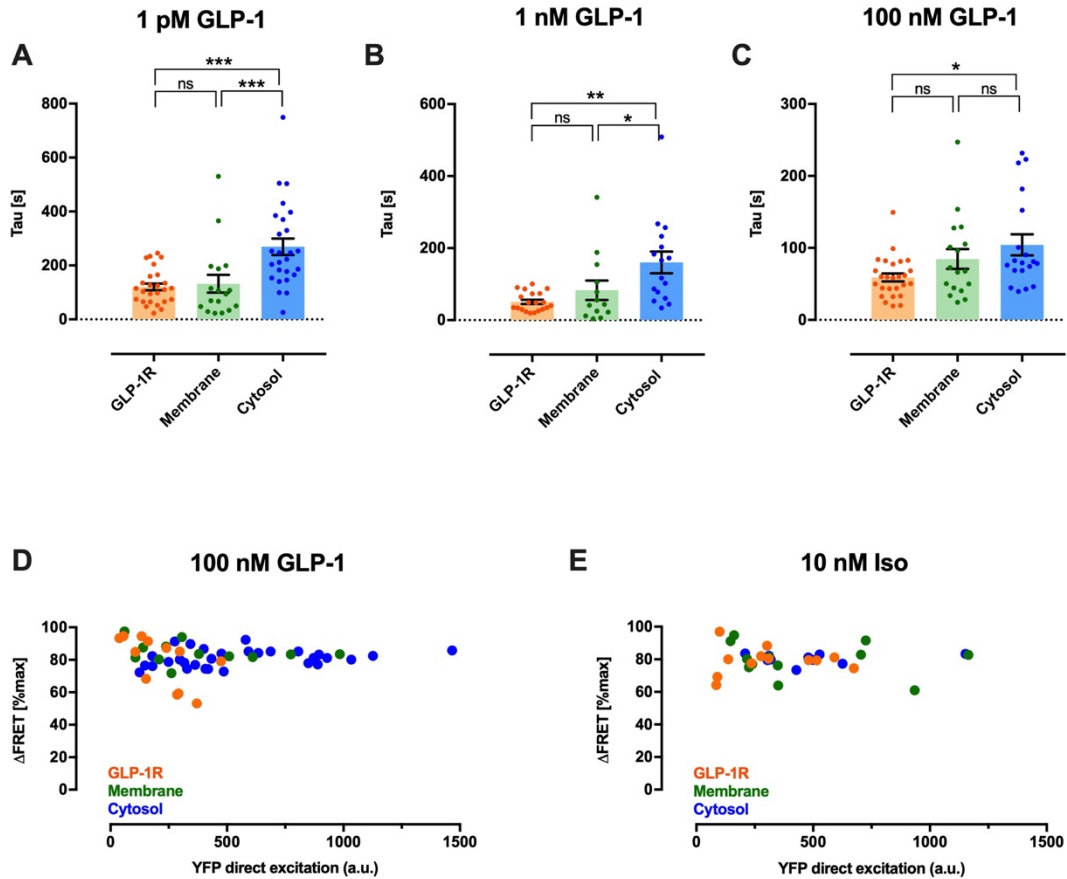 1 pM GLP-1
1 nM GLP-1
100 nM GLP-1
A
Tau [s]
800
600
400
200
0
***
ns
***
GLP-1R
Membrane
Cytosol
B
Tau [s]
600
400
200
0
**
ns
*
GLP-1R
Membrane
Cytosol
C
Tau [s]
300
200
100
0
*
ns
ns
GLP-1R
Membrane
Cytosol
D
100 nM GLP-1
ΔFRET [%max]
100
80
60
40
20
0
GLP-1R
Membrane
Cytosol
0
500
1000
1500
YFP direct excitation (a.u.)
E
10 nM Iso
ΔFRET [%max]
100
80
60
40
20
0
GLP-1R
Membrane
Cytosol
0
500
1000
1500
YFP direct excitation (a.u.)